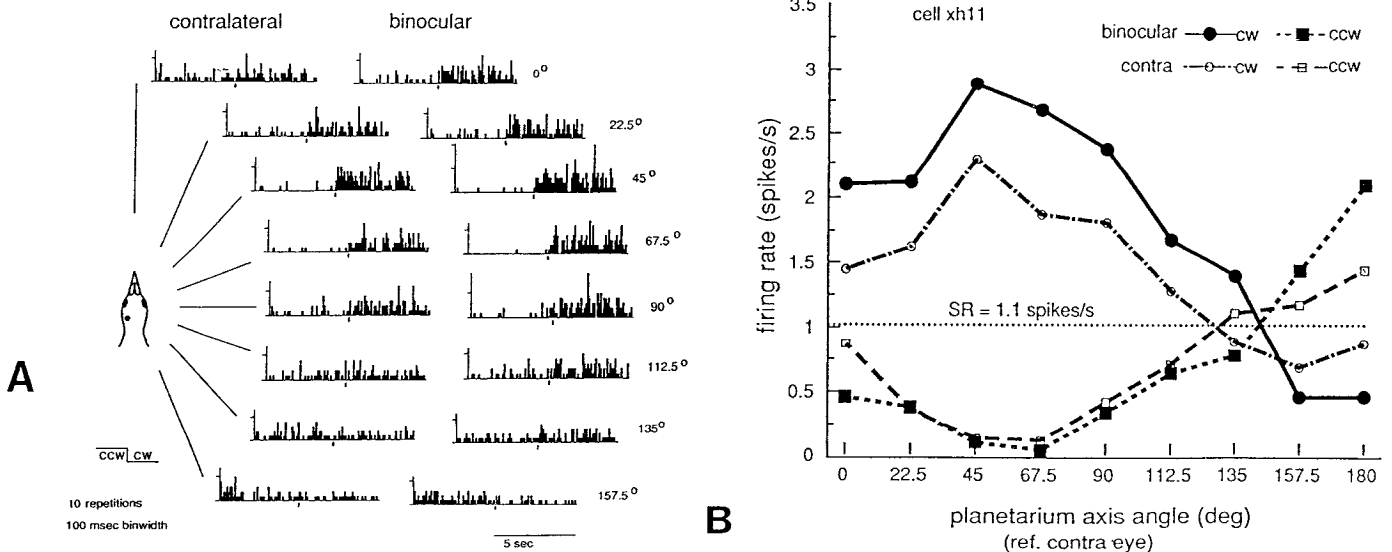 contralateral binocular
0°
22.5°
45°
67.5°
90°
112.5°
135°
157.5°
CCW CW
10 repetitions
100 msec binwidth
5 sec
A
cell xh11
binocular CW CCW
contra CW CCW
3.5
3
2.5
2
1.5
1
0.5
0
firing rate (spikes/s)
SR = 1.1 spikes/s
0 22.5 45 67.5 90 112.5 135 157.5 180
planetarium axis angle (deg)
(ref. contra eye)
B